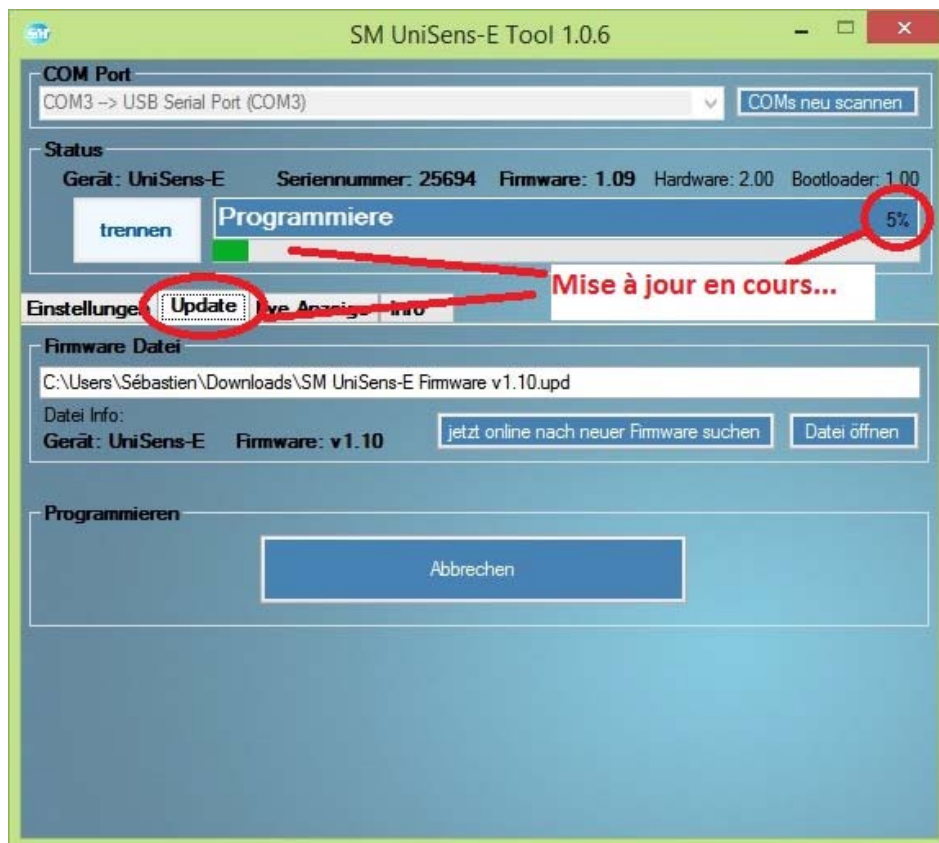 SM
SM UniSens-E Tool 1.0.6
COM Port
COM3 --> USB Serial Port (COM3)
COMs neu scannen
Status
Gerät: UniSens-E Seriennummer: 25694 Firmware: 1.09 Hardware: 2.00 Bootloader: 1.00
trennen
Programmiere
5%
Mise à jour en cours...
Einstellungen Update Live Anzeige Info
Firmware Datei
C:\Users\Sébastien\Downloads\SM UniSens-E Firmware v1.10.upd
Datei Info:
Gerät: UniSens-E Firmware: v1.10
jetzt online nach neuer Firmware suchen
Datei öffnen
Programmieren
Abbrechen